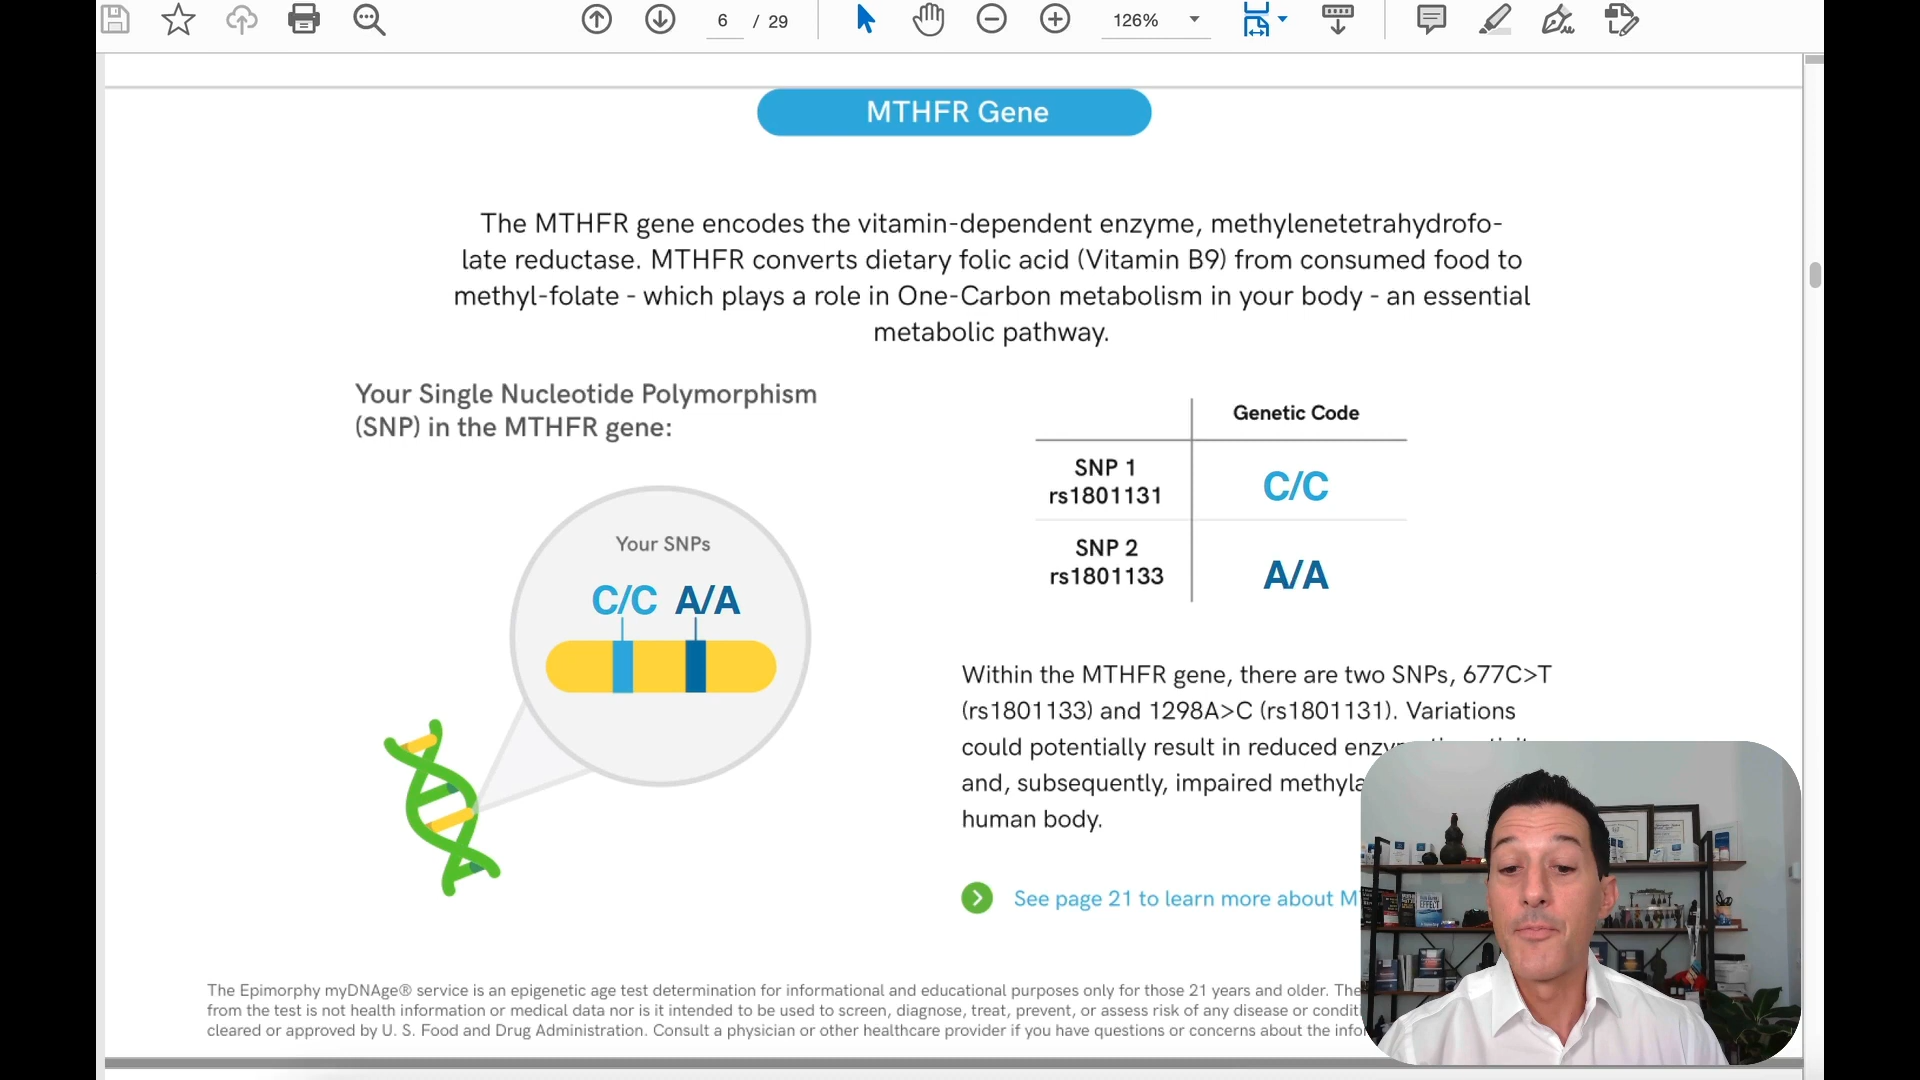 6 / 29
126%
MTHFR Gene
The MTHFR gene encodes the vitamin-dependent enzyme, methylenetetrahydrofo-
late reductase. MTHFR converts dietary folic acid (Vitamin B9) from consumed food to
methyl-folate - which plays a role in One-Carbon metabolism in your body - an essential
metabolic pathway.
Your Single Nucleotide Polymorphism
(SNP) in the MTHFR gene:
Your SNPs
C/C A/A
Genetic Code
SNP 1
rs1801131
C/C
SNP 2
rs1801133
A/A
Within the MTHFR gene, there are two SNPs, 677C>T
(rs1801133) and 1298A>C (rs1801131). Variations
could potentially result in reduced
and, subsequently, impaired
human body.
See page 21 to learn more about
The Epimorphy myDNAge® service is an epigenetic age test determination for informational and educational purposes only for those 21 years and older. The
from the test is not health information or medical data nor is it intended to be used to screen, diagnose, treat, prevent, or assess risk of any disease or
cleared or approved by U. S. Food and Drug Administration. Consult a physician or other healthcare provider if you have questions or concerns about the
EFFECT